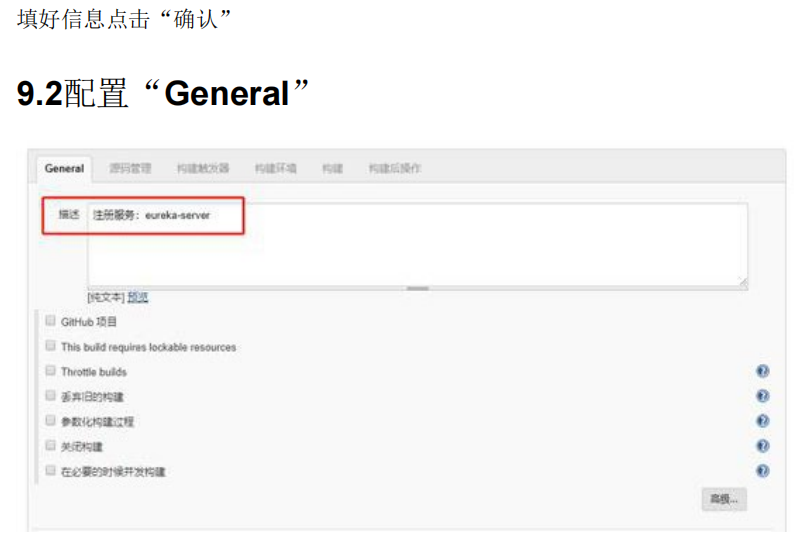 填好信息点击“确认”
9.2配置“General”
General 源码管理 构建触发器 构建环境 构建 构建后操作
描述 注册服务：eureka-server
[纯文本] 预览
GitHub 项目
This build requires lockable resources
Throttle builds
丢弃旧的构建
参数化构建过程
关闭构建
在必要的时候并发构建
高级...